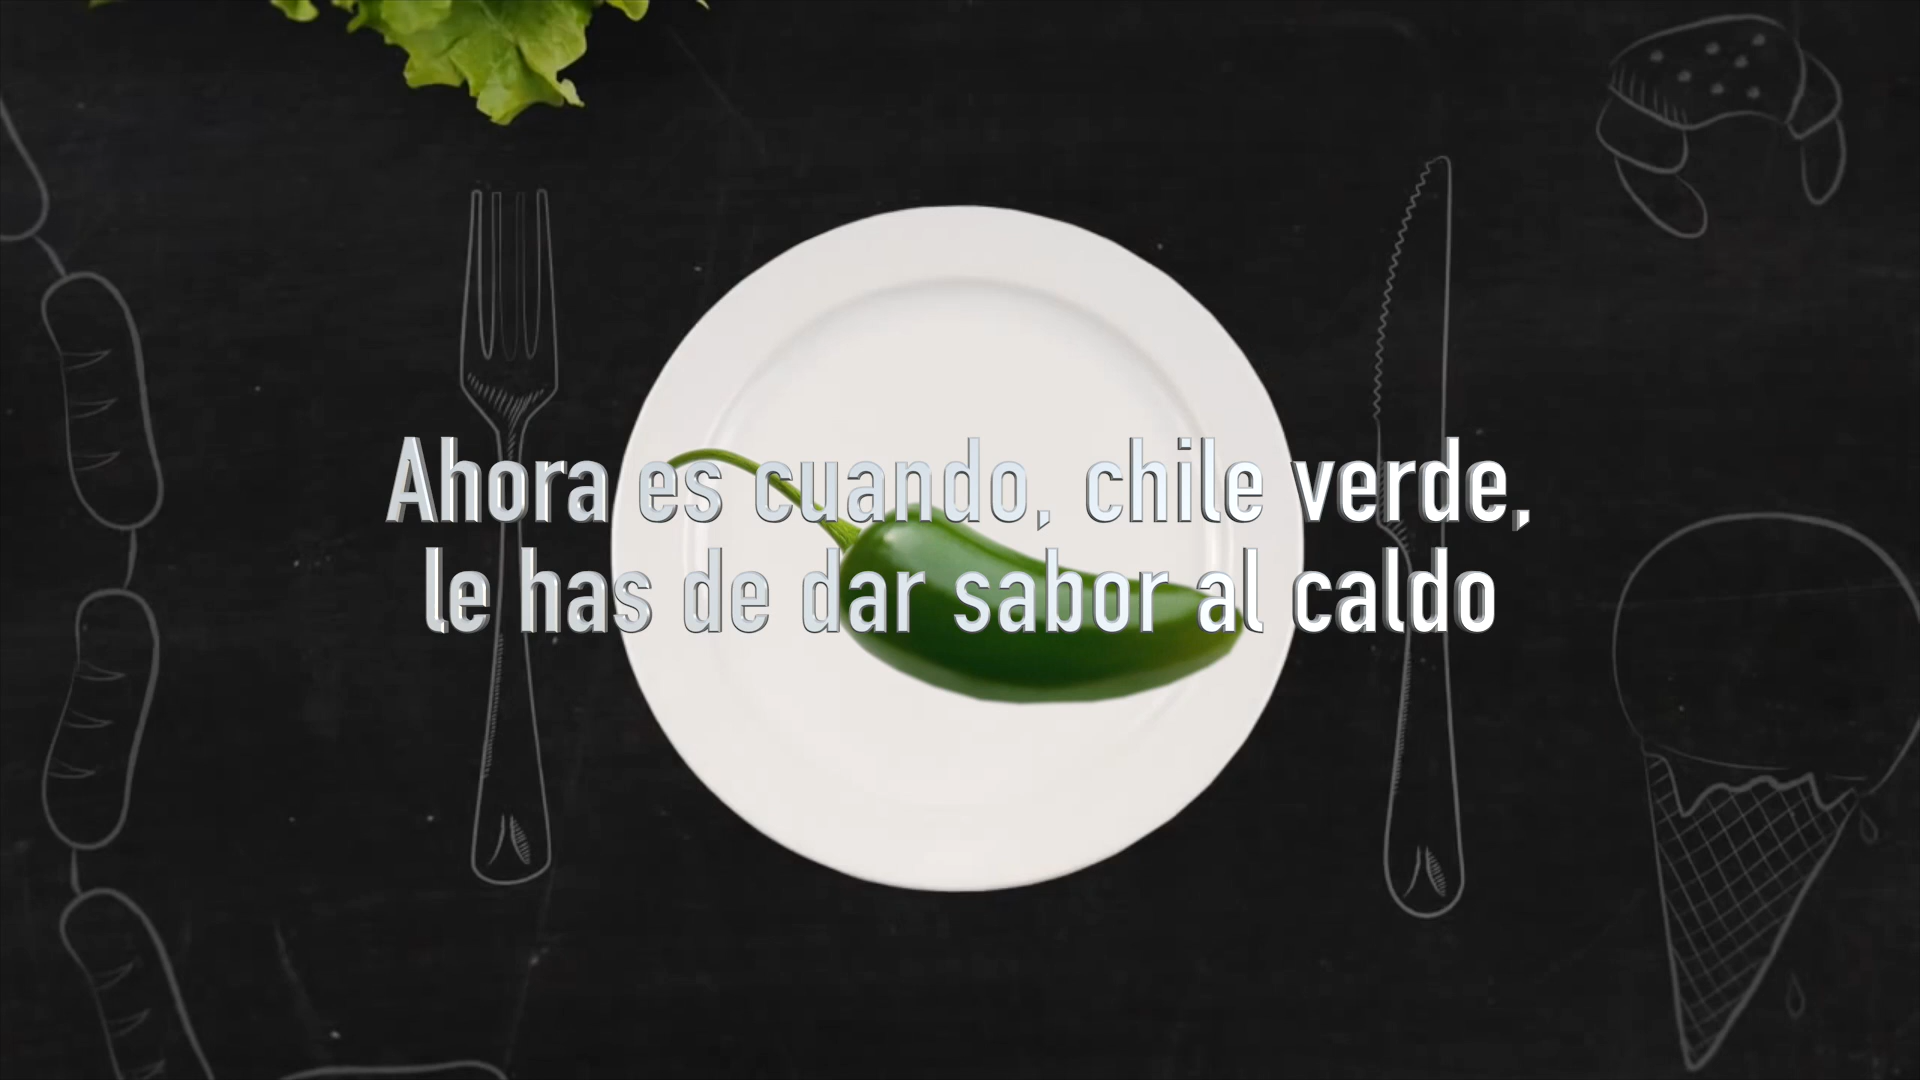 Ahora es cuando, chile verde,
le has de dar sabor al caldo